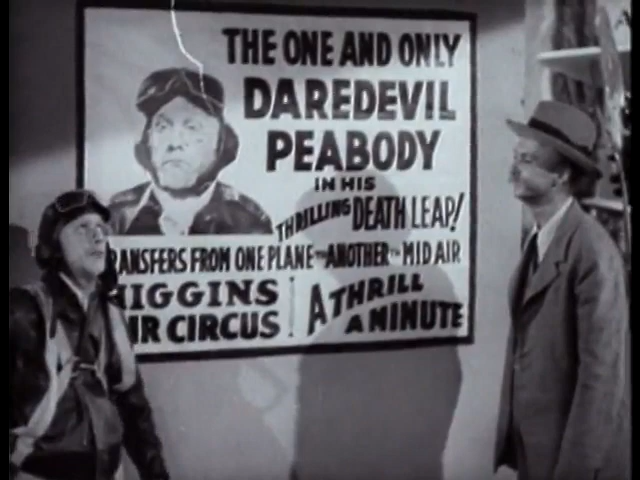 THE ONE AND ONLY
DAREDEVIL
PEABODY
IN HIS
THRILLING DEATH LEAP!
RANSFERS FROM ONE PLANE TO ANOTHER IN MID AIR
HIGGINS
IR CIRCUS
A THRILL
A MINUTE